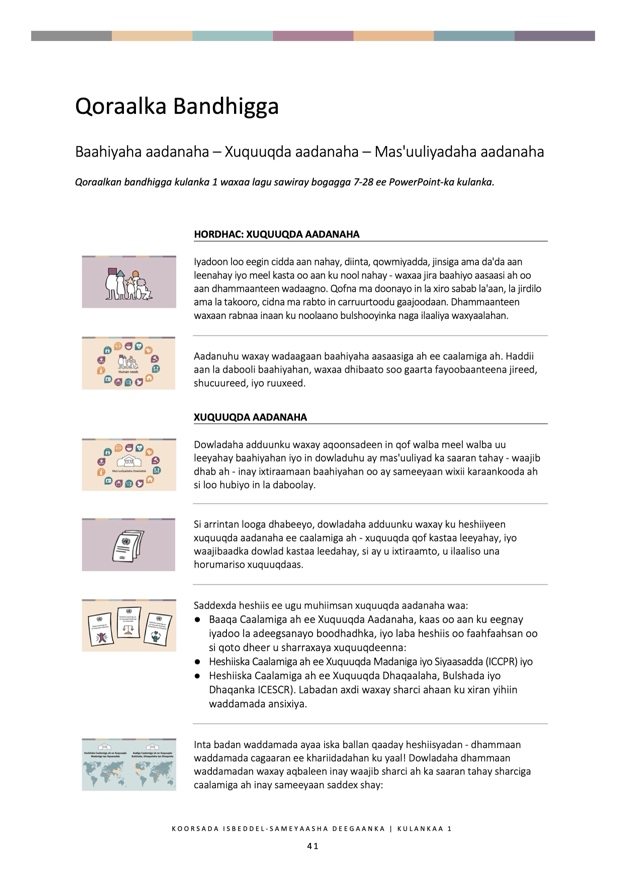 Qoraalka Bandhigga
Baahiyaha aadanaha – Xuquuqda aadanaha – Mas'uuliyadaha aadanaha
Qoraalkan bandhigga kulanka 1 waxaa lagu sawiray bogagga 7-28 ee PowerPoint-ka kulanka.
HORDHAC: XUQUUQDA AADANAHA
Iyadoon loo eegin cidda aan nahay, diinta, qowmiyadda, jinsiga ama da'da aan
leenahay iyo meel kasta oo aan ku nool nahay - waxaa jira baahiyo aasaasi ah oo
aan dhammaanteen wadaagno. Qofna ma doonayo in la xiro sabab la'aan, la jirdilo
ama la takooro, cidna ma rabto in carruurtoodu gaajoodaan. Dhammaanteen
waxaan rabnaa inaan ku noolaano bulshooyinka naga ilaaliya waxyaalahan.
Aadanuhu waxay wadaagaan baahiyaha aasaasiga ah ee caalamiga ah. Haddii
aan la dabooli baahiyahan, waxaa dhibaato soo gaarta fayoobaanteena jireed,
shucuureed, iyo ruuxeed.
XUQUUQDA AADANAHA
Dowladaha adduunku waxay aqoonsadeen in qof walba meel walba uu
leeyahay baahiyahan iyo in dowladuhu ay mas'uuliyad ka saaran tahay - waajib
dhab ah - inay ixtiraamaan baahiyahan oo ay sameeyaan wixii karaankooda ah
si loo hubiyo in la daboolay.
Si arrintan looga dhabeeyo, dowladaha adduunku waxay ku heshiiyeen
xuquuqda aadanaha ee caalamiga ah - xuquuqda qof kastaa leeyahay, iyo
waajibaadka dowlad kastaa leedahay, si ay u ixtiraamto, u ilaaliso una
horumariso xuquuqdaas.
Saddexda heshiis ee ugu muhiimsan xuquuqda aadanaha waa:
● Baaqa Caalamiga ah ee Xuquuqda Aadanaha, kaas oo aan ku eegnay
iyadoo la adeegsanayo boodhadhka, iyo laba heshiis oo faahfaahsan oo
si qoto dheer u sharraxaya xuquuqdeenna:
● Heshiiska Caalamiga ah ee Xuquuqda Madaniga iyo Siyaasadda (ICCPR) iyo
● Heshiiska Caalamiga ah ee Xuquuqda Dhaqaalaha, Bulshada iyo
Dhaqanka ICESCR). Labadan axdi waxay sharci ahaan ku xiran yihiin
waddamada ansixiya.
Inta badan waddamada ayaa iska ballan qaaday heshiisyadan - dhammaan
waddamada cagaaran ee khariidadahan ku yaal! Dowladaha dhammaan
waddamadan waxay aqbaleen inay waajib sharci ah ka saaran tahay sharciga
caalamiga ah inay sameeyaan saddex shay:
KOORSADA ISBEDDEL-SAMEYAASHA DEEGAANKA | KULANKAA 1
41